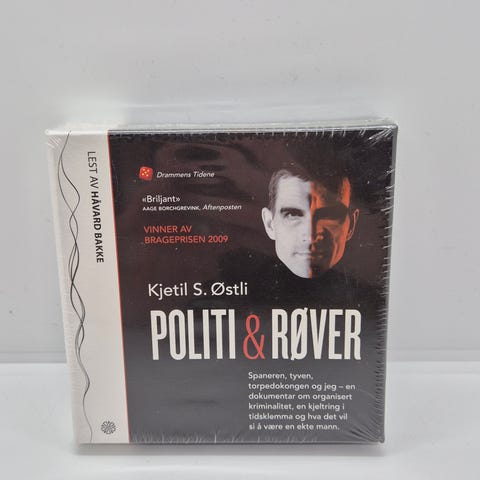 LEST AV HÅVARD BAKKE
Drammens Tidene
«Briljant»
AAGE BORCHGREVINK, Aftenposten
VINNER AV
BRAGEPRISEN 2009
Kjetil S. Østli
POLITI & RØVER
Spaneren, tyven,
torpedokongen og jeg – en
dokumentar om organisert
kriminalitet, en kjeltring i
tidsklemma og hva det vil
si å være en ekte mann.